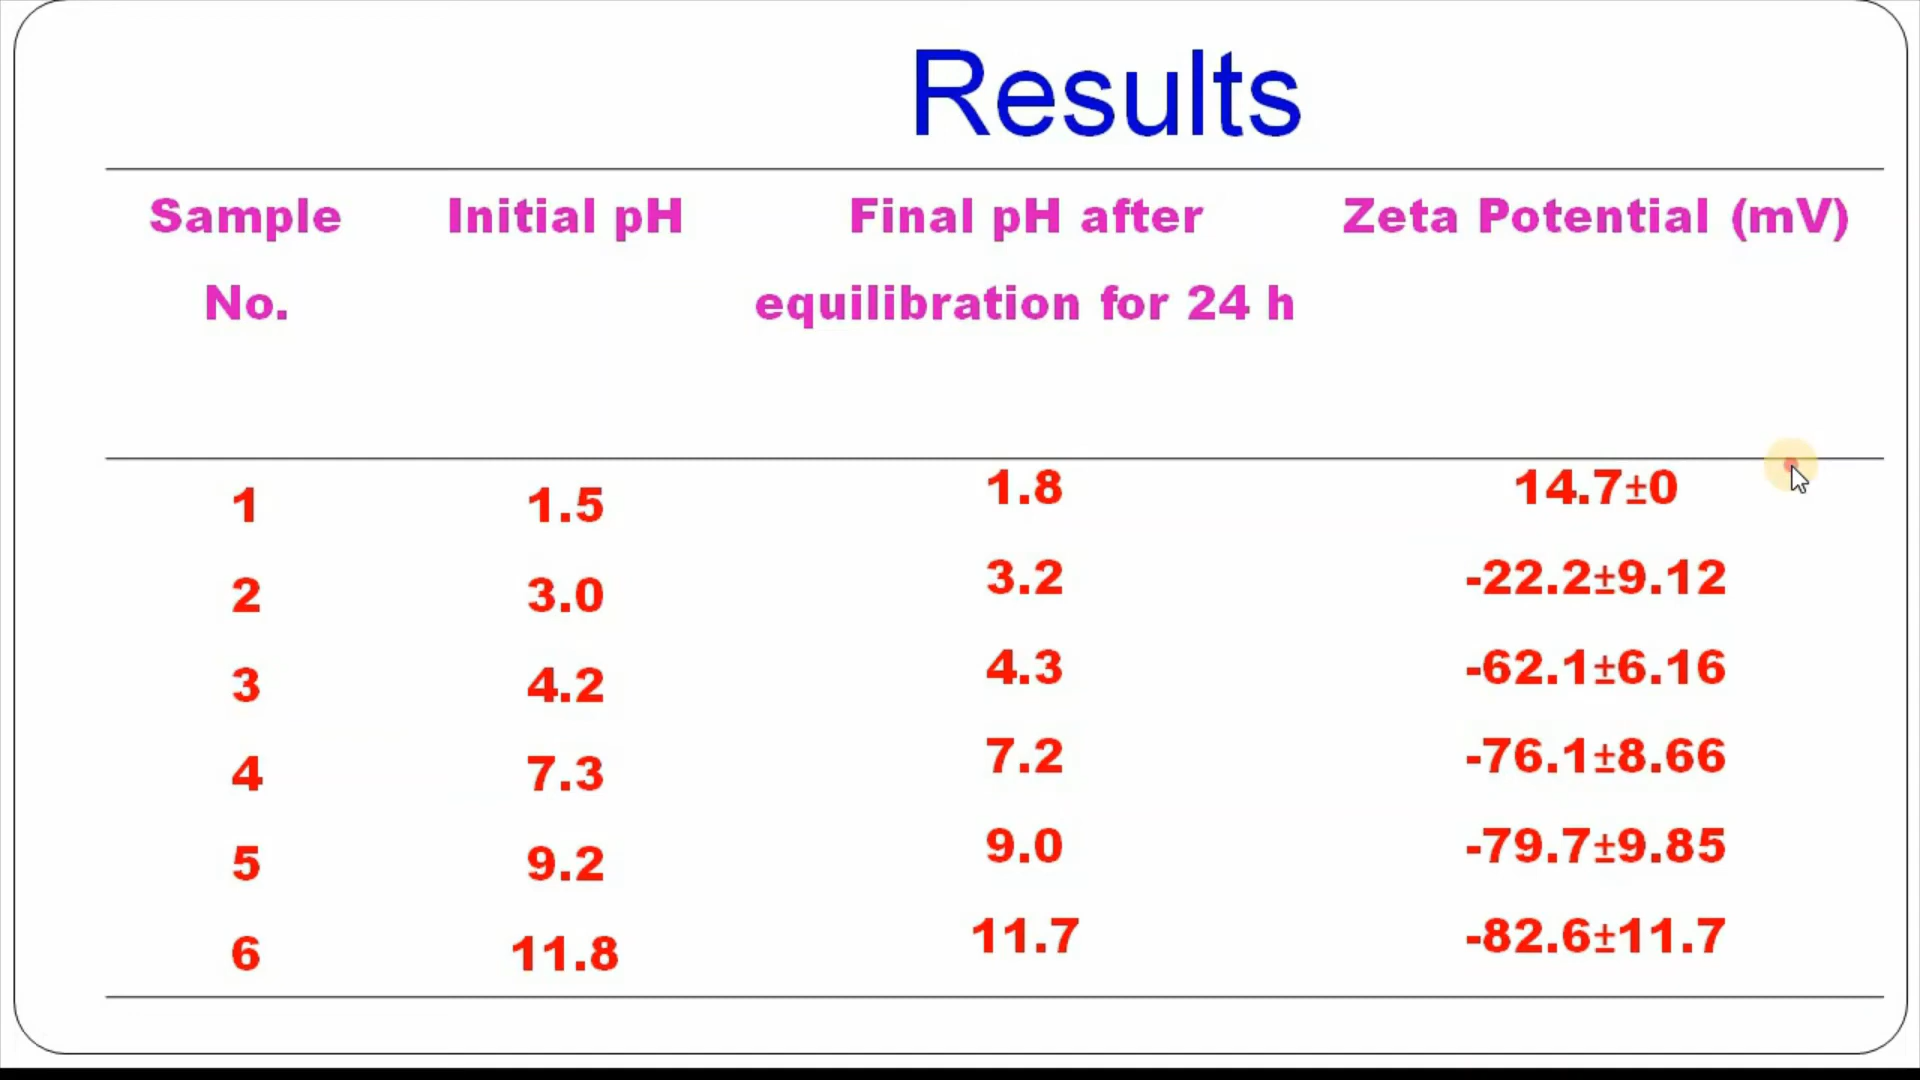 Results
Sample Initial pH Final pH after Zeta Potential (mV)
No. equilibration for 24 h
1 1.5 1.8 14.7±0
2 3.0 3.2 -22.2±9.12
3 4.2 4.3 -62.1±6.16
4 7.3 7.2 -76.1±8.66
5 9.2 9.0 -79.7±9.85
6 11.8 11.7 -82.6±11.7